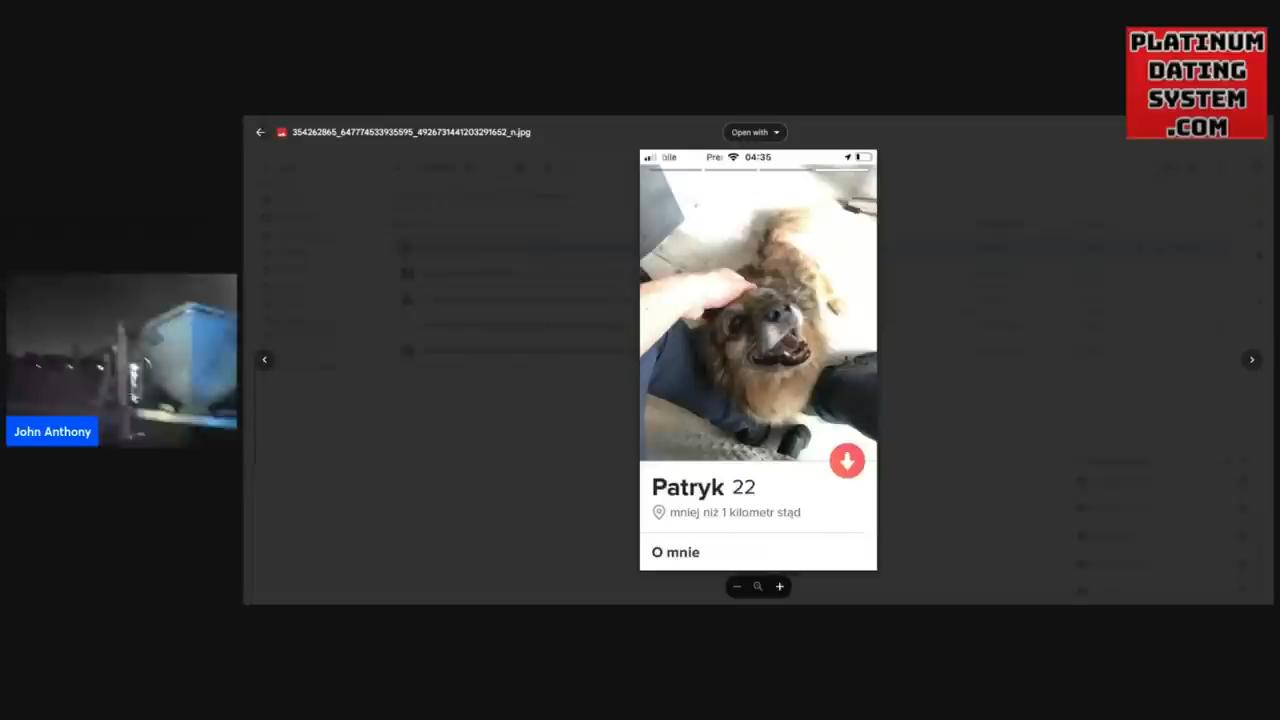 PLATINUM
DATING
SYSTEM
.COM
354262865_647774533935595_4926731441203291652_n.jpg
Open with
04:35
Patryk 22
mniej niż 1 kilometr stąd
O mnie
John Anthony